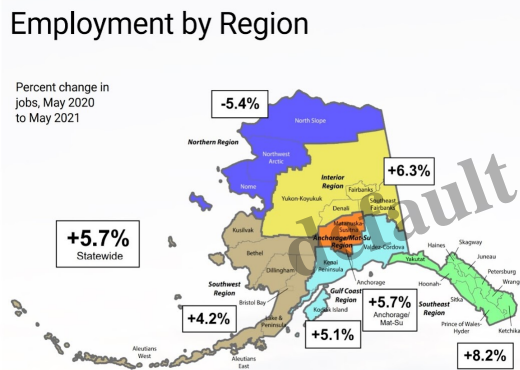 Employment by Region
Percent change in
jobs, May 2020
to May 2021
-5.4%
North Slope
Northern Region
Northwest
Arctic
Nome
Interior
Region
+6.3%
Fairbanks
Yukon-Koyukuk
Southeast
Fairbanks
Denali
+5.7%
Statewide
Kusilvak
Matanuska-
Susitna
Anchorage/Mat-Su
Region
Valdez-Cordova
Bethel
Kenai
Peninsula
Dillingham
Yakutat
Haines
Skagway
Juneau
Petersburg
Wrang
Hoonah-
Sitka
Southwest
Region
Bristol Bay
Gulf Coast
Region
Anchorage
+5.7%
Anchorage/
Mat-Su
Southeast
Region
Kodiak Island
+4.2%
Lake &
Peninsula
+5.1%
Prince of Wales-
Hyder
Ketchika
Aleutians
West
Aleutians
East
+8.2%
default